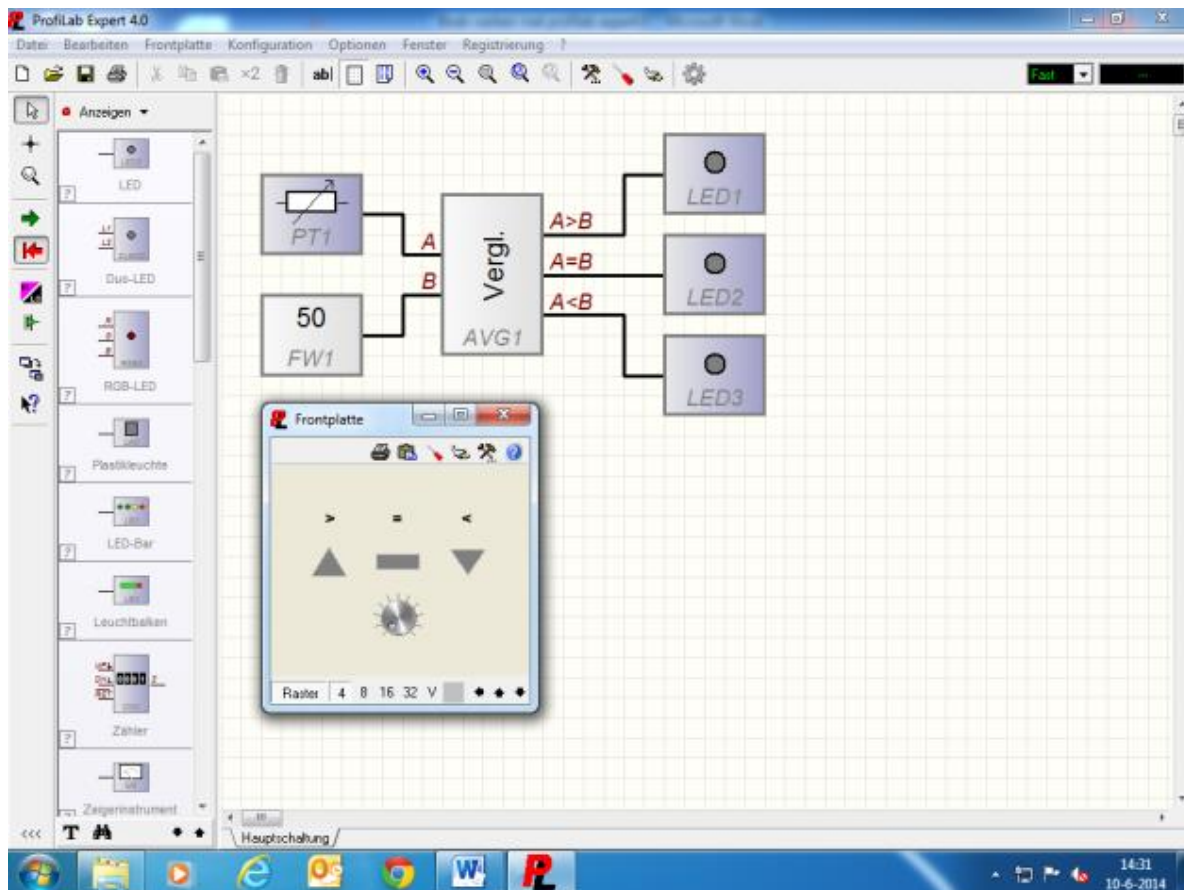 ProfiLab Expert 4.0
Datei Bearbeiten Frontplatte Konfiguration Optionen Fenster Registrierung ?
×2 ab| Fast ---
Anzeigen
LED
Duo-LED
RGB-LED
Plastikleuchte
LED-Bar
Leuchtbalken
Zähler
Zeigerinstrument
PT1
50
FW1
A
B
Vergl.
AVG1
A>B
A=B
A<B
LED1
LED2
LED3
Frontplatte
> = <
Raster 4 8 16 32 V
<<< T
Hauptschaltung
14:31
10-6-2014